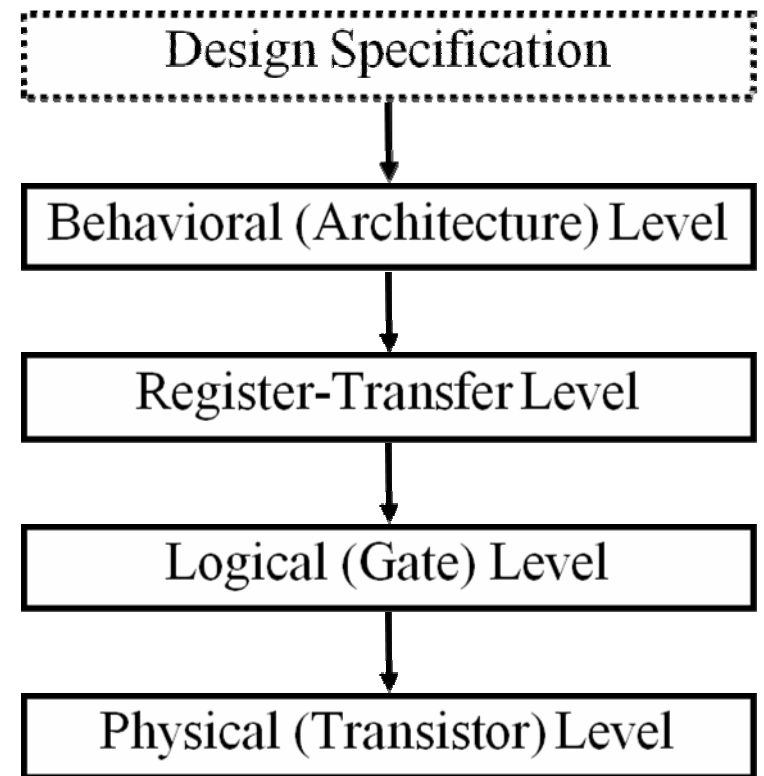 Design Specification
Behavioral (Architecture) Level
Register-Transfer Level
Logical (Gate) Level
Physical (Transistor) Level